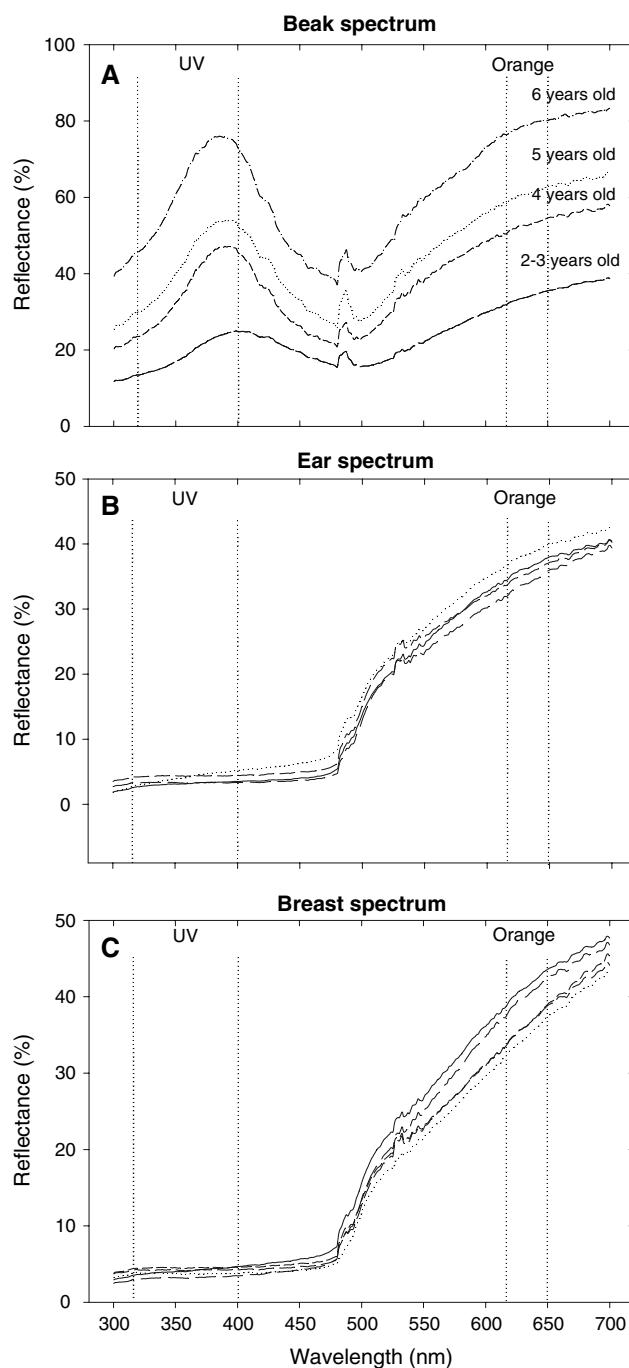 Beak spectrum
100
A
UV
Orange
6 years old
80
5 years old
60
4 years old
40
2-3 years old
20
0
Reflectance (%)
Ear spectrum
50
B
UV
Orange
40
30
20
10
0
Reflectance (%)
Breast spectrum
50
C
UV
Orange
40
30
20
10
0
Reflectance (%)
300 350 400 450 500 550 600 650 700
Wavelength (nm)